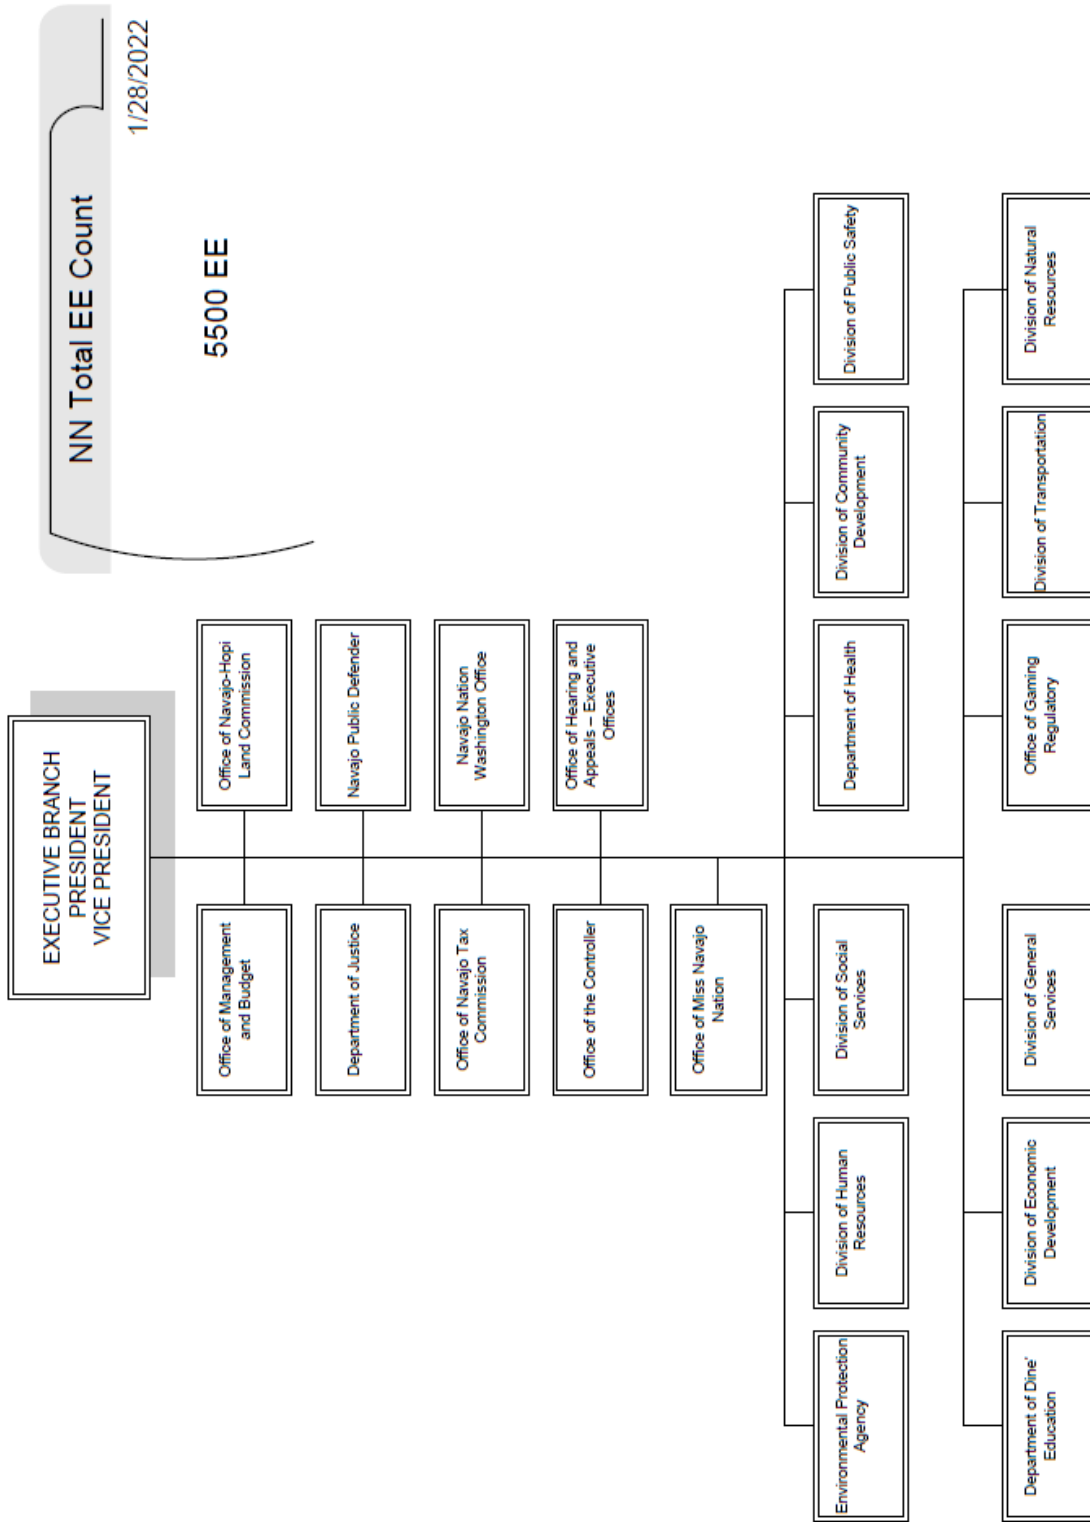 NN Total EE Count
1/28/2022
5500 EE
EXECUTIVE BRANCH
PRESIDENT
VICE PRESIDENT
Office of Management
and Budget
Office of Navajo-Hopi
Land Commission
Department of Justice
Navajo Public Defender
Office of Navajo Tax
Commission
Navajo Nation
Washington Office
Office of the Controller
Office of Hearing and
Appeals – Executive
Offices
Office of Miss Navajo
Nation
Environmental Protection
Agency
Division of Human
Resources
Division of Social
Services
Department of Health
Division of Community
Development
Division of Public Safety
Department of Dine'
Education
Division of Economic
Development
Division of General
Services
Office of Gaming
Regulatory
Division of Transportation
Division of Natural
Resources